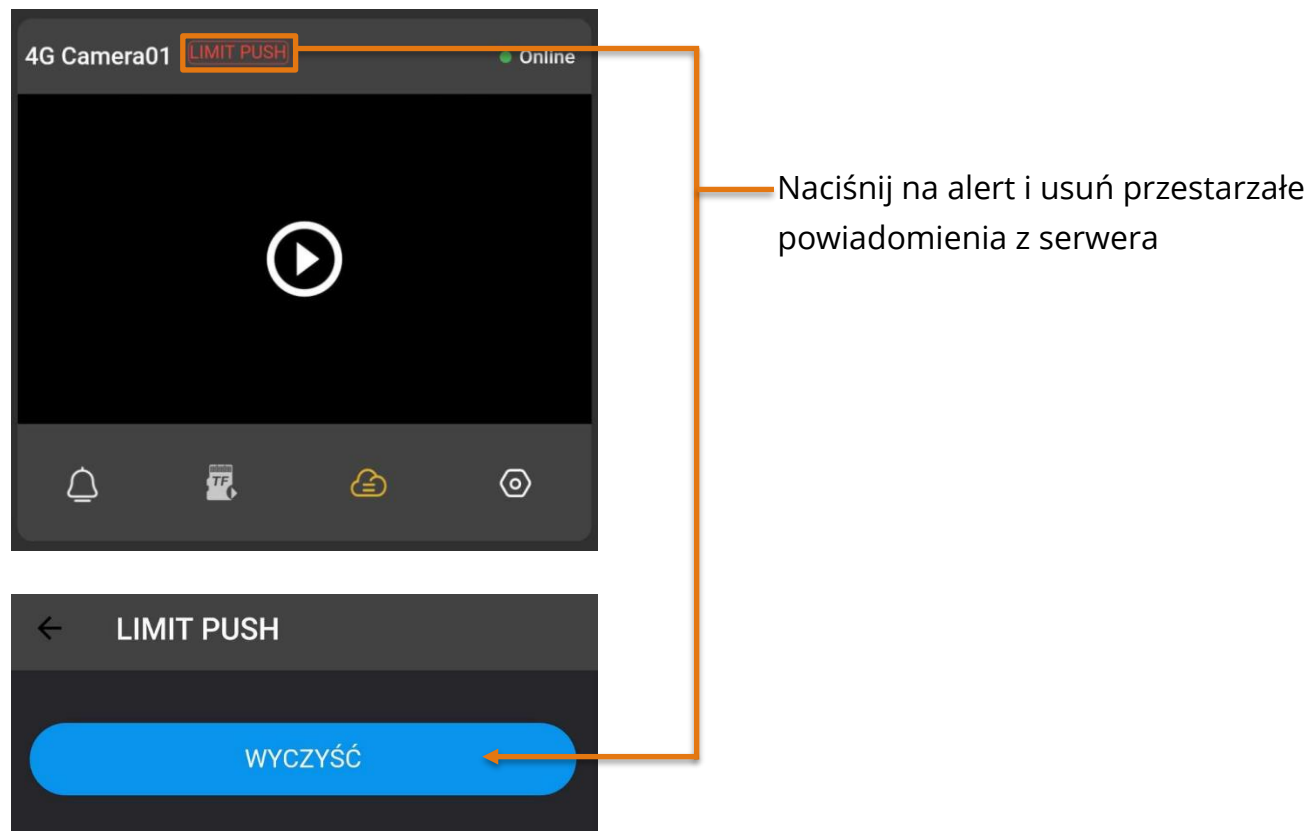 4G Camera01 LIMIT PUSH Online
Naciśnij na alert i usuń przestarzałe
powiadomienia z serwera
TF
LIMIT PUSH
WYCZYŚĆ